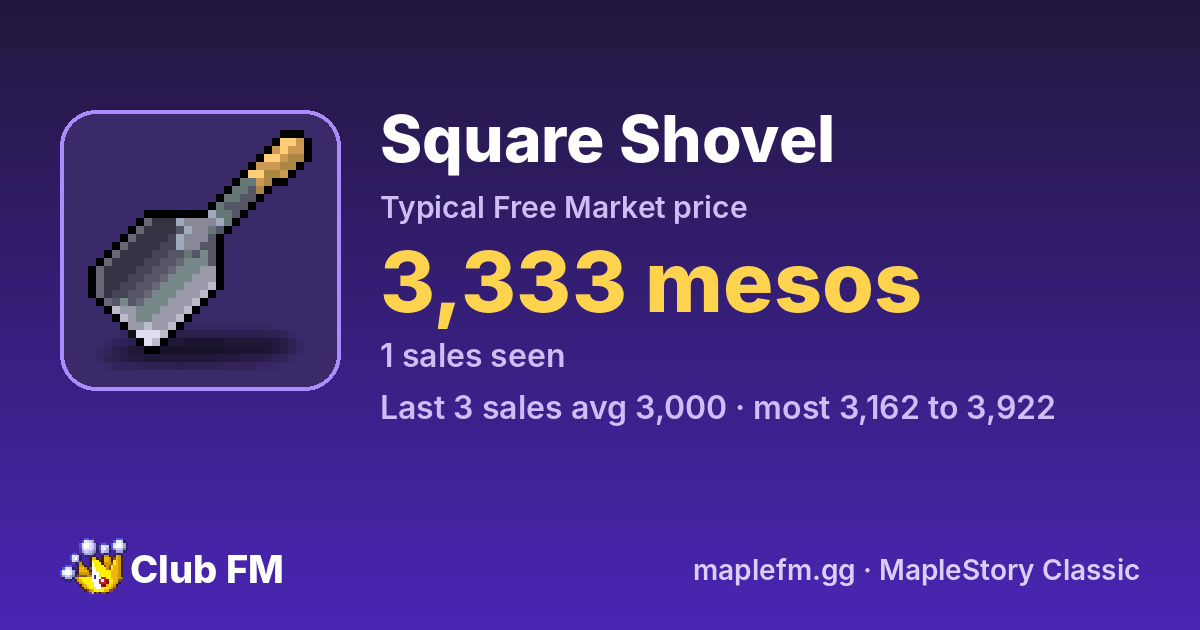 Square Shovel
Typical Free Market price
3,333 mesos
1 sales seen
Last 3 sales avg 3,000 · most 3,162 to 3,922
Club FM
maplefm.gg · MapleStory Classic